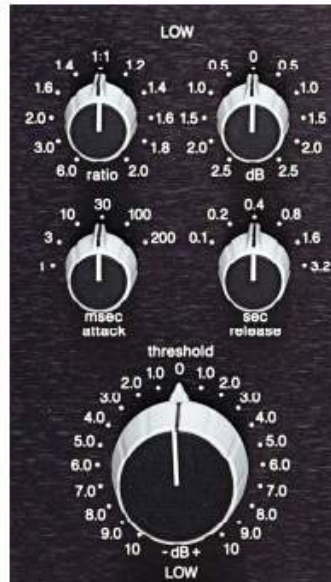 LOW
1:1 0
1.4 1.2 0.5 0.5
1.6 1.4 1.0 1.0
2.0 1.6 1.5 1.5
3.0 1.8 2.0 2.0
6.0 2.0 2.5 2.5
ratio dB
30 0.4
10 100 0.2 0.8
3 200 0.1 1.6
1 3.2
msec sec
attack release
threshold
0
1.0 1.0
2.0 2.0
3.0 3.0
4.0 4.0
5.0 5.0
6.0 6.0
7.0 7.0
8.0 8.0
9.0 9.0
10 -dB+ 10
LOW